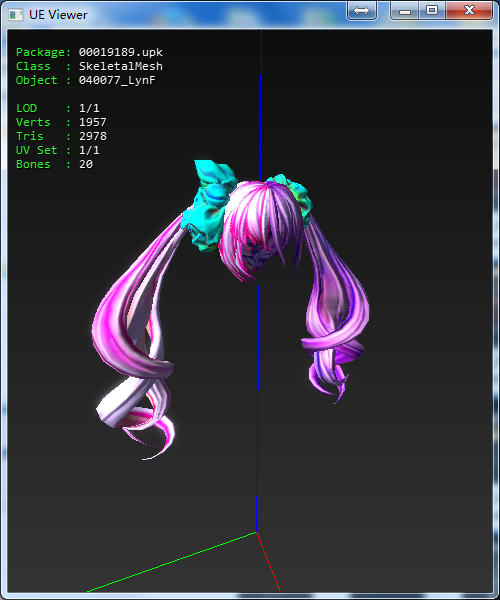 UE Viewer
Package: 00019189.upk
Class : SkeletalMesh
Object : 040077_LynF
LOD : 1/1
Verts : 1957
Tris : 2978
UV Set : 1/1
Bones : 20